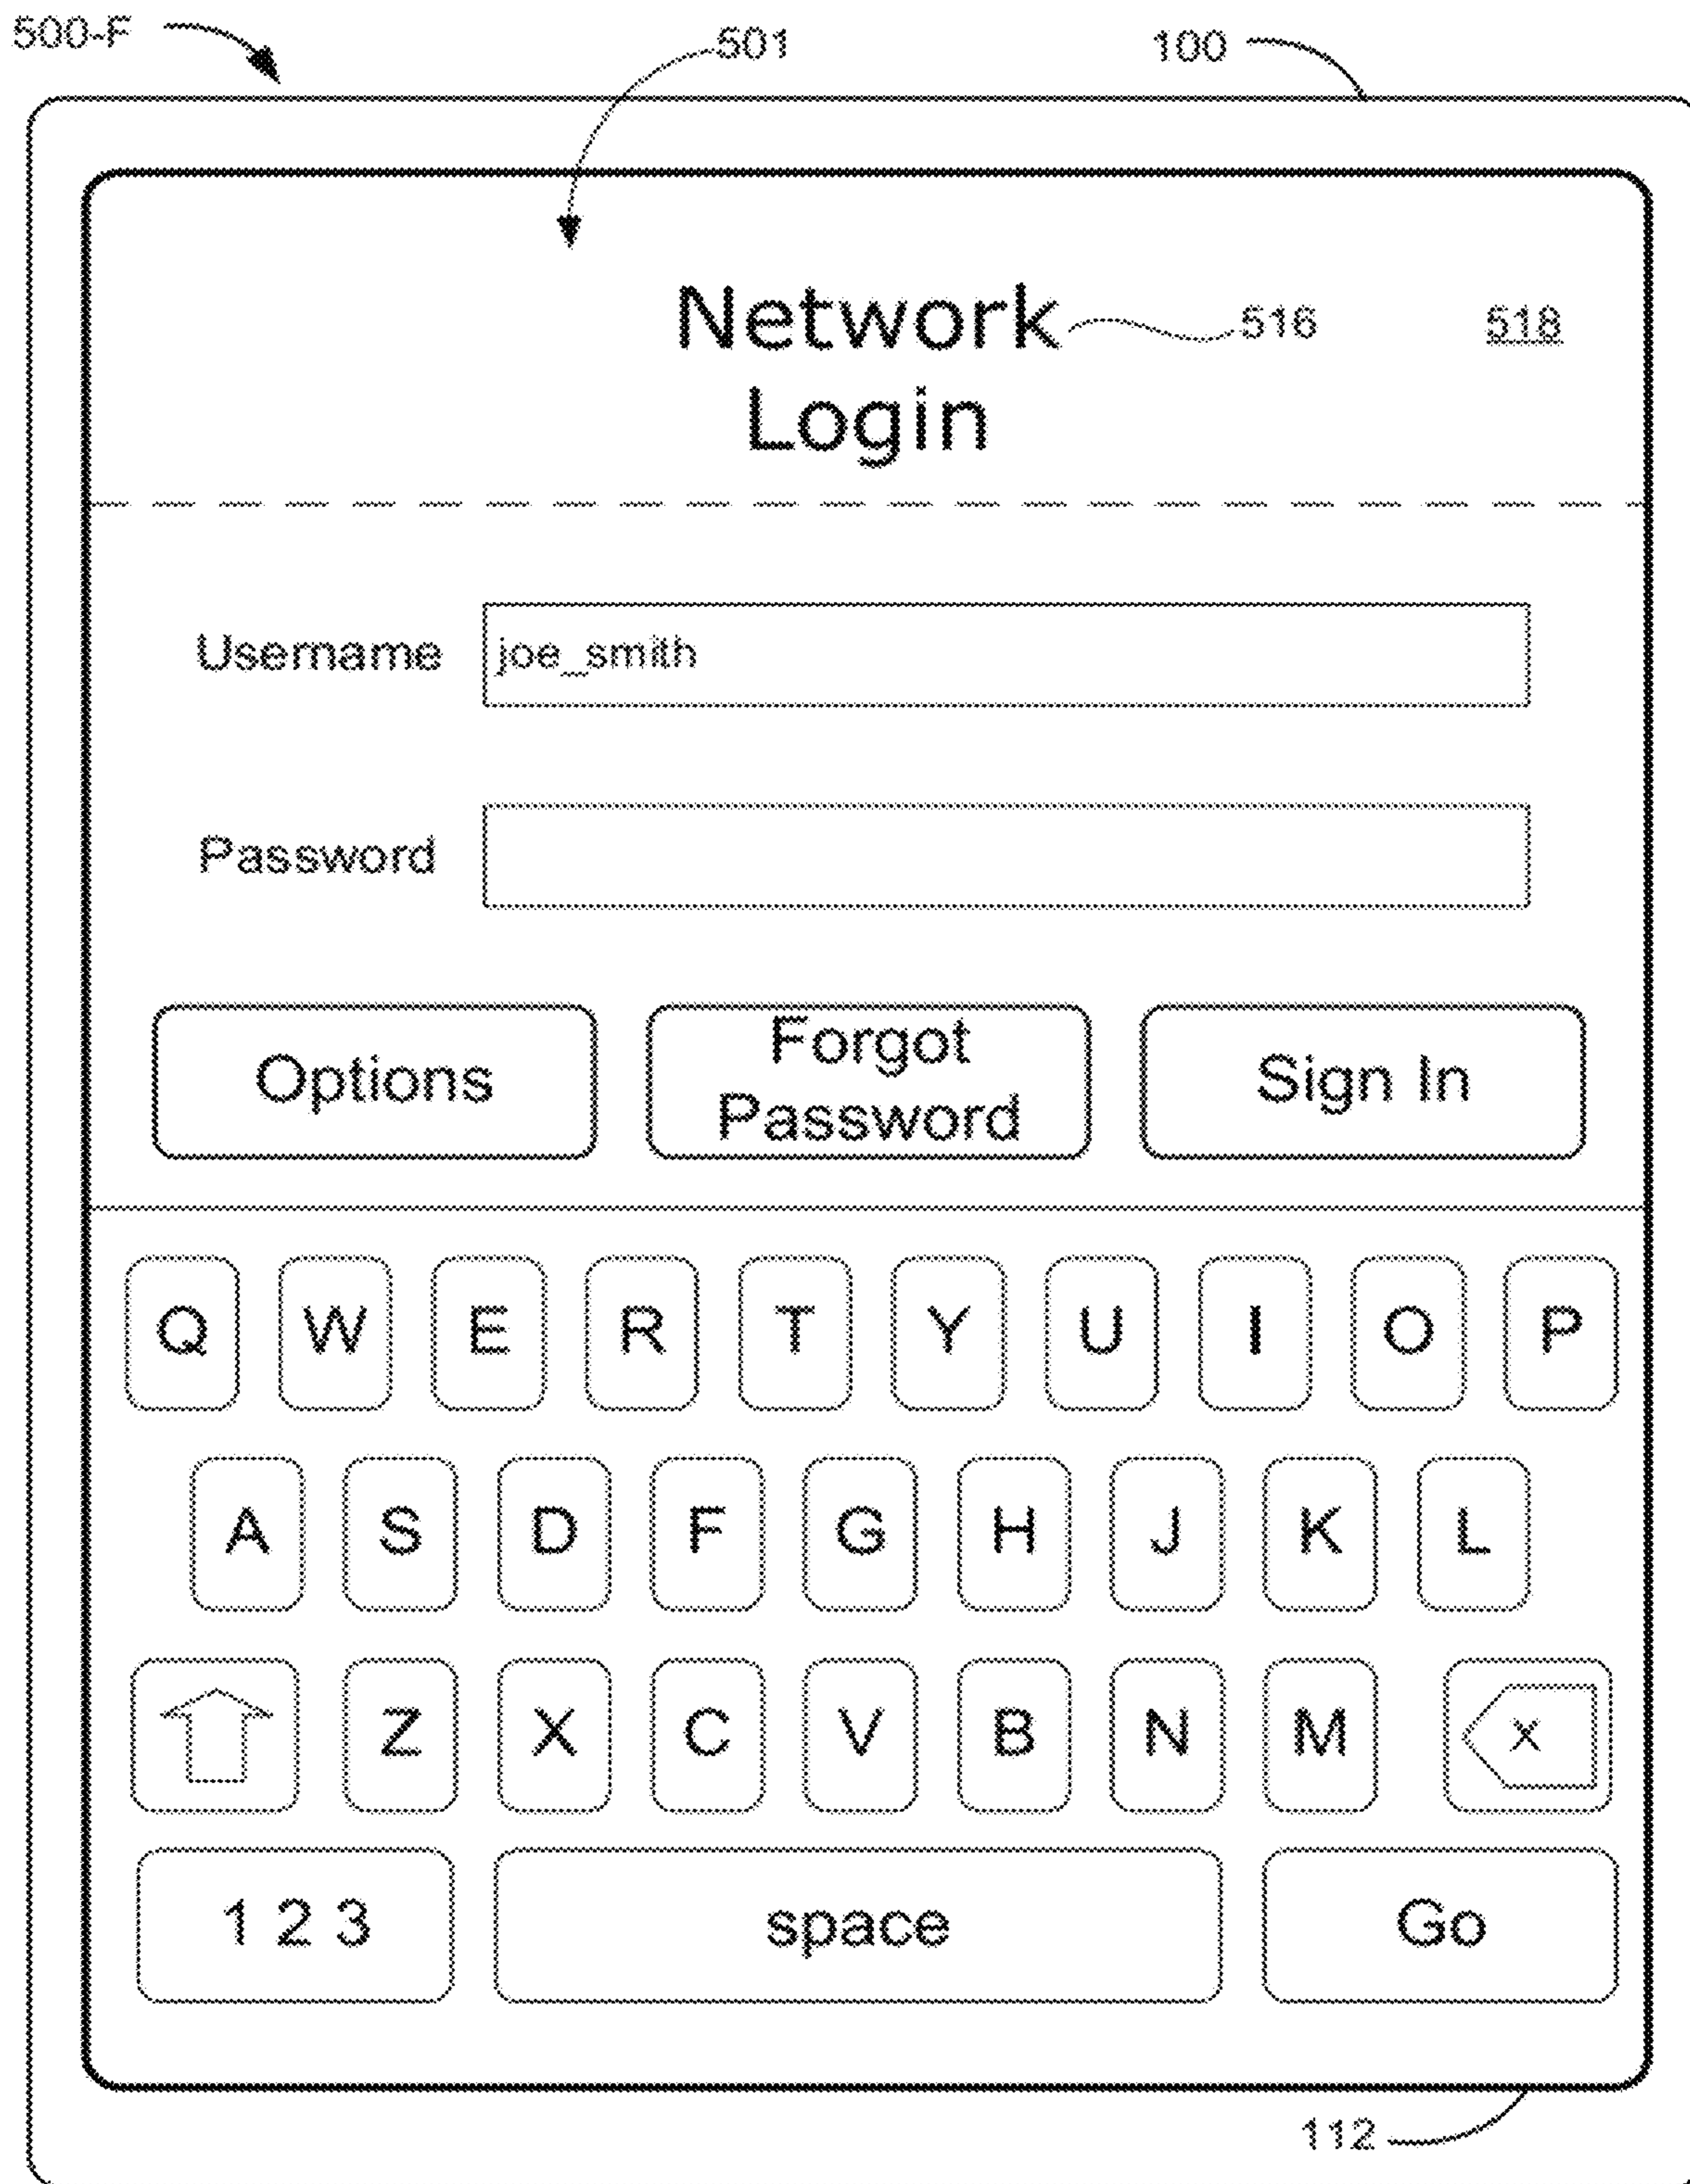 500-F 501 100
Network 516 518
Login
Username joe_smith
Password
Options Forgot Password Sign In
Q W E R T Y U I O P
A S D F G H J K L
Z X C V B N M X
1 2 3 space Go
112